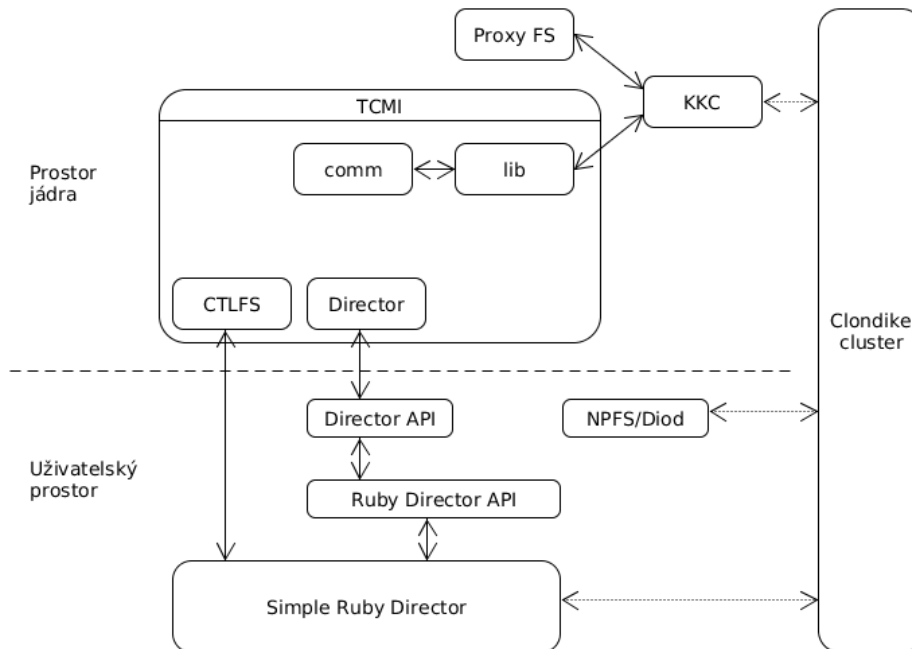 Proxy FS
KKC
TCMI
comm
lib
Prostor
jádra
CTLFS
Director
Clondike
cluster
Director API
NPFS/Diod
Uživatelský
prostor
Ruby Director API
Simple Ruby Director